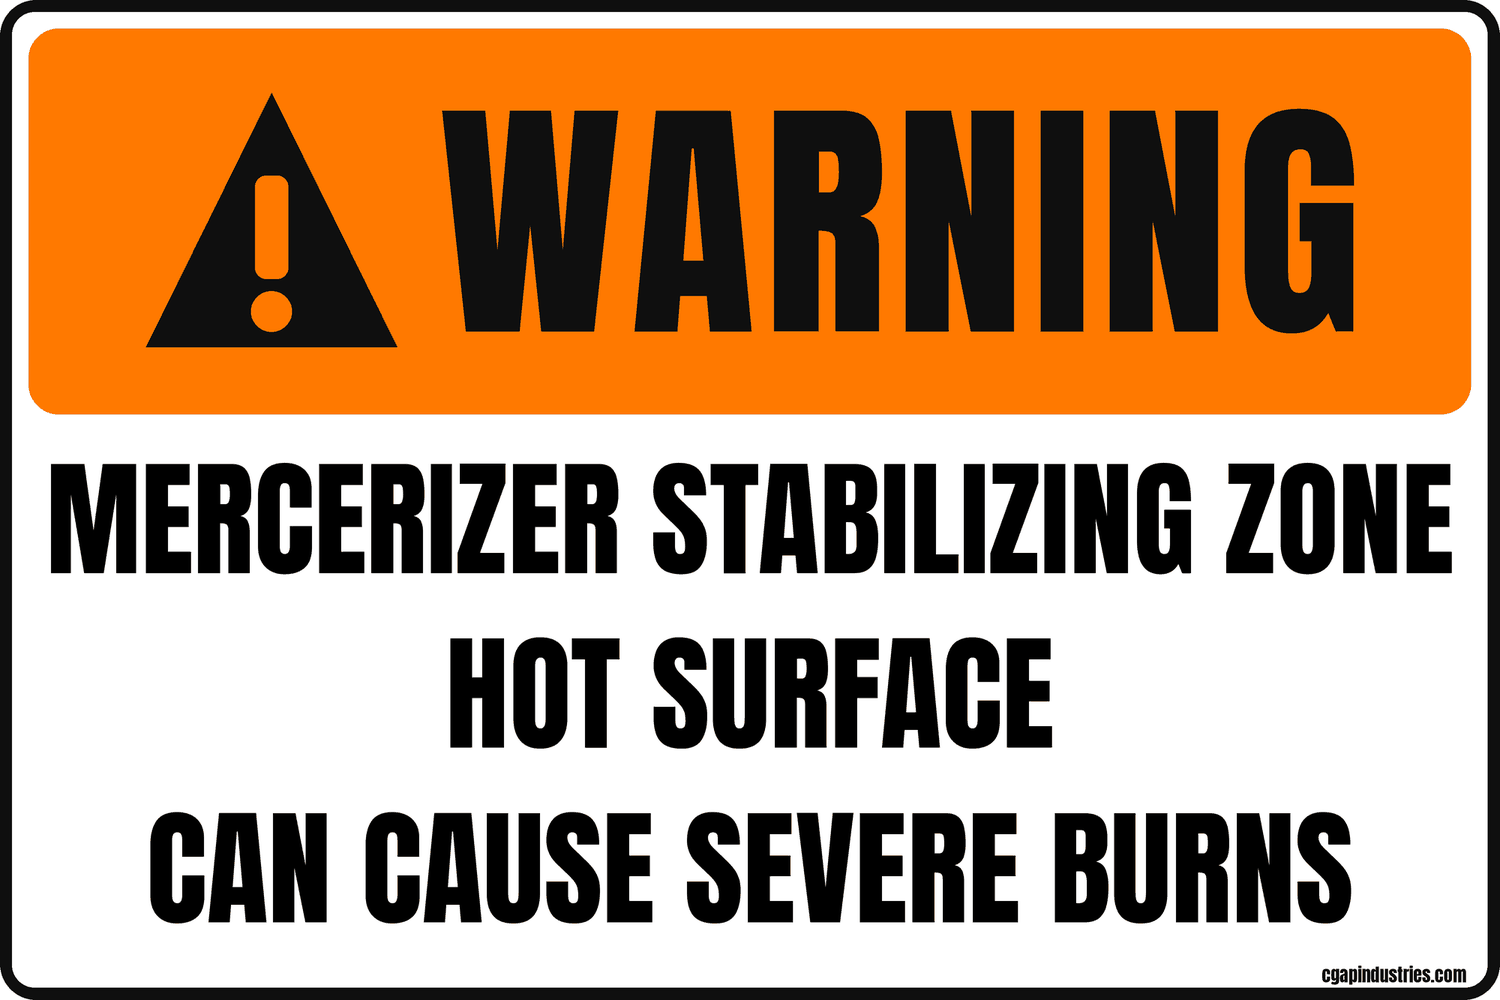 WARNING
MERCERIZER STABILIZING ZONE
HOT SURFACE
CAN CAUSE SEVERE BURNS
cgapindustries.com